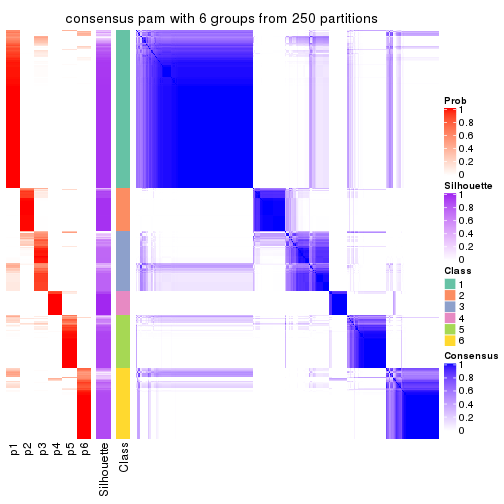 consensus pam with 6 groups from 250 partitions
Prob
1
0.8
0.6
0.4
0.2
0
Silhouette
1
0.8
0.6
0.4
0.2
0
Class
1
2
3
4
5
6
Consensus
1
0.8
0.6
0.4
0.2
0
p1
p2
p3
p4
p5
p6
Silhouette
Class